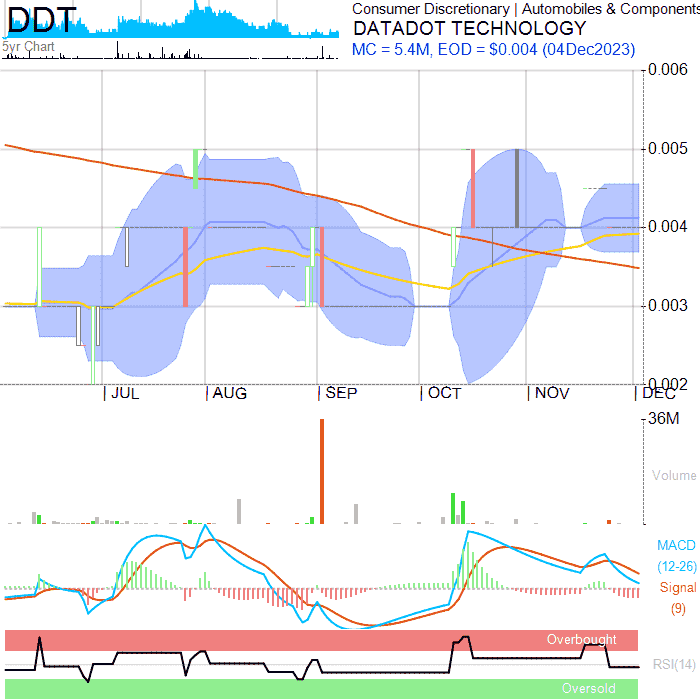 DDT
Consumer Discretionary | Automobiles & Components
DATADOT TECHNOLOGY
5yr Chart
MC = 5.4M, EOD = $0.004 (04Dec2023)
0.006
0.005
0.004
0.003
0.002
JUL
AUG
SEP
OCT
NOV
DEC
36M
Volume
MACD
(12-26)
Signal
(9)
Overbought
RSI(14)
Oversold